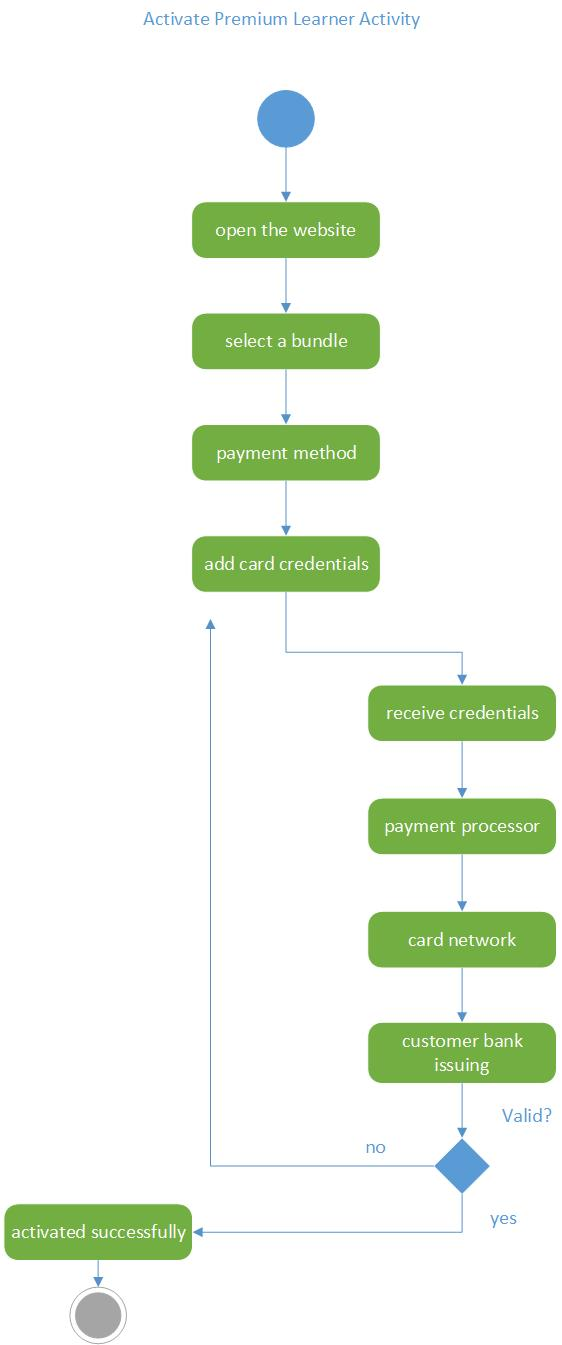 Activate Premium Learner Activity
open the website
select a bundle
payment method
add card credentials
receive credentials
payment processor
card network
customer bank
issuing
Valid?
no
yes
activated successfully